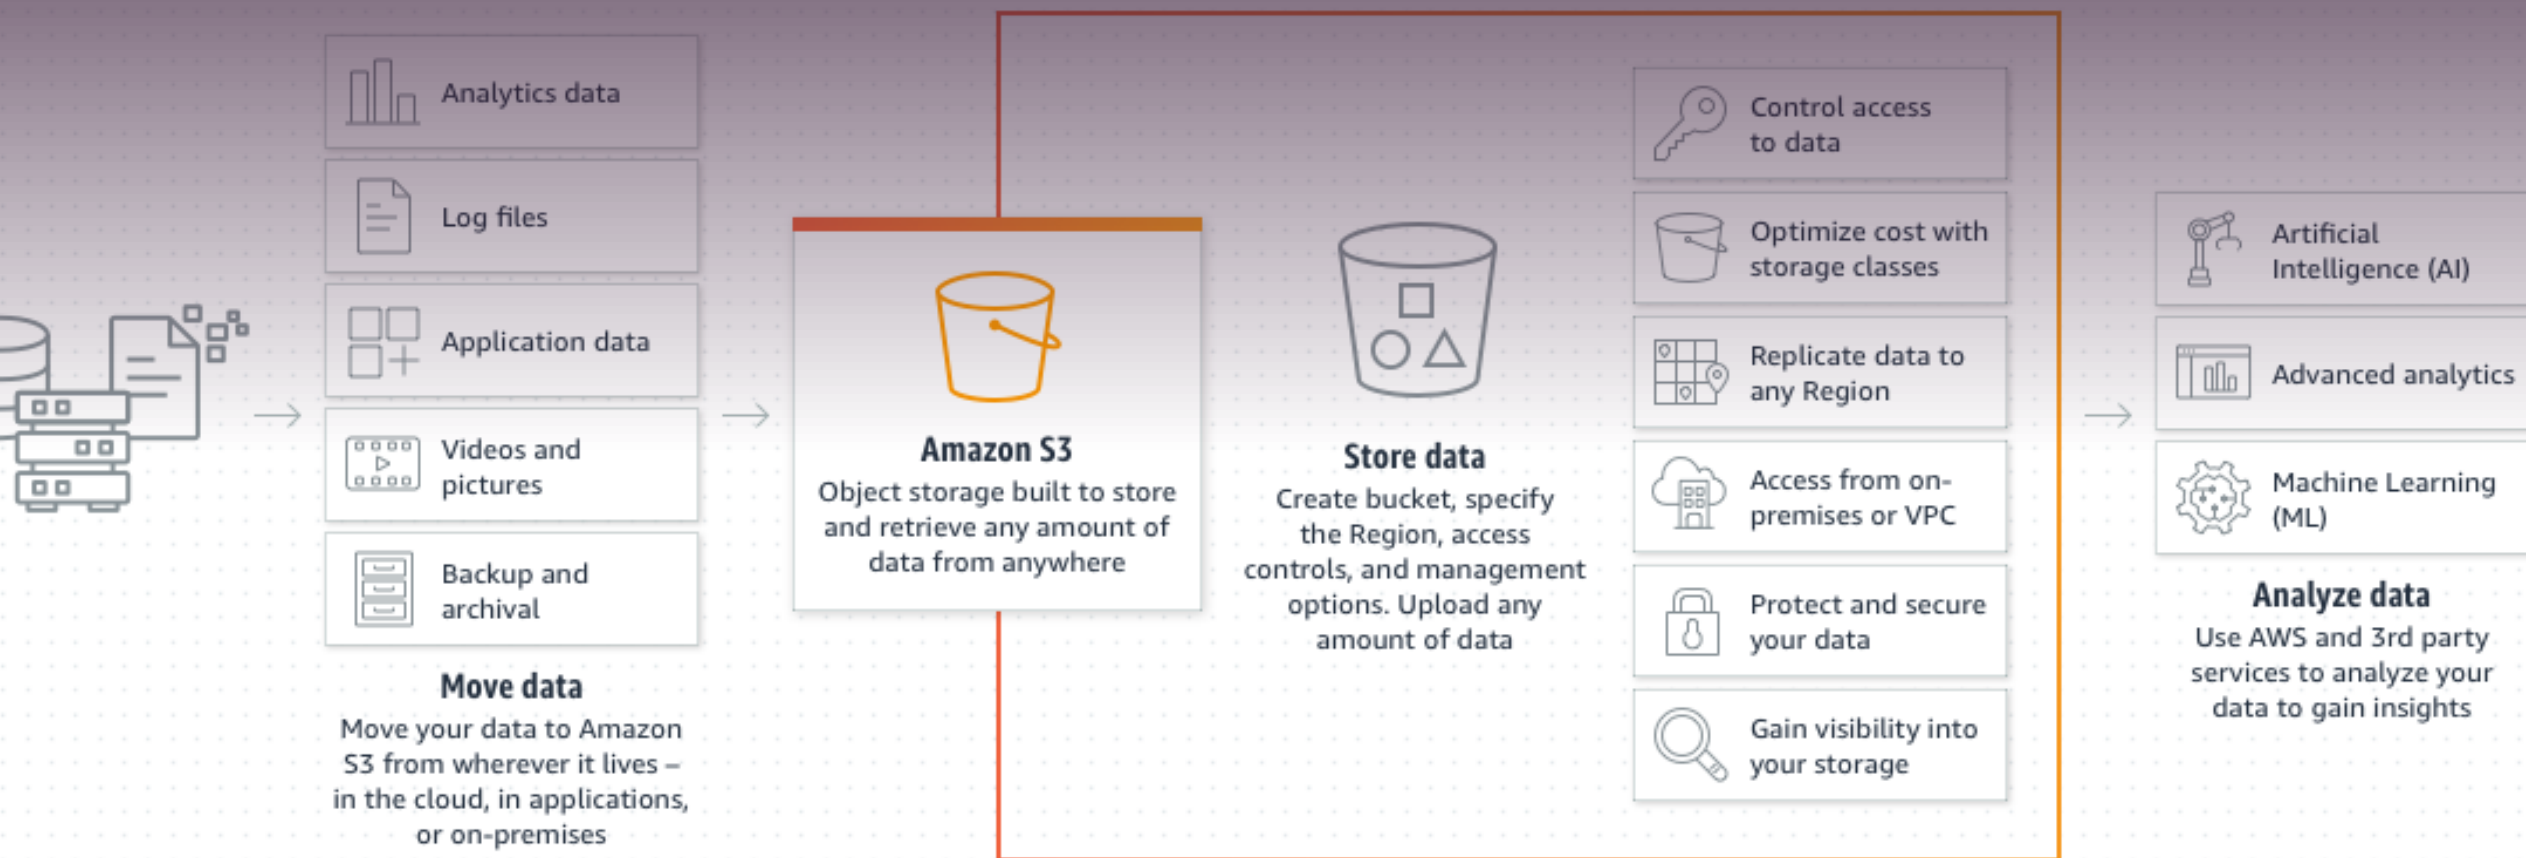 Analytics data
Log files
Application data
Videos and
pictures
Backup and
archival
Move data
Move your data to Amazon
S3 from wherever it lives –
in the cloud, in applications,
or on-premises
Amazon S3
Object storage built to store
and retrieve any amount of
data from anywhere
Store data
Create bucket, specify
the Region, access
controls, and management
options. Upload any
amount of data
Control access
to data
Optimize cost with
storage classes
Replicate data to
any Region
Access from on-
premises or VPC
Protect and secure
your data
Gain visibility into
your storage
Artificial
Intelligence (AI)
Advanced analytics
Machine Learning
(ML)
Analyze data
Use AWS and 3rd party
services to analyze your
data to gain insights